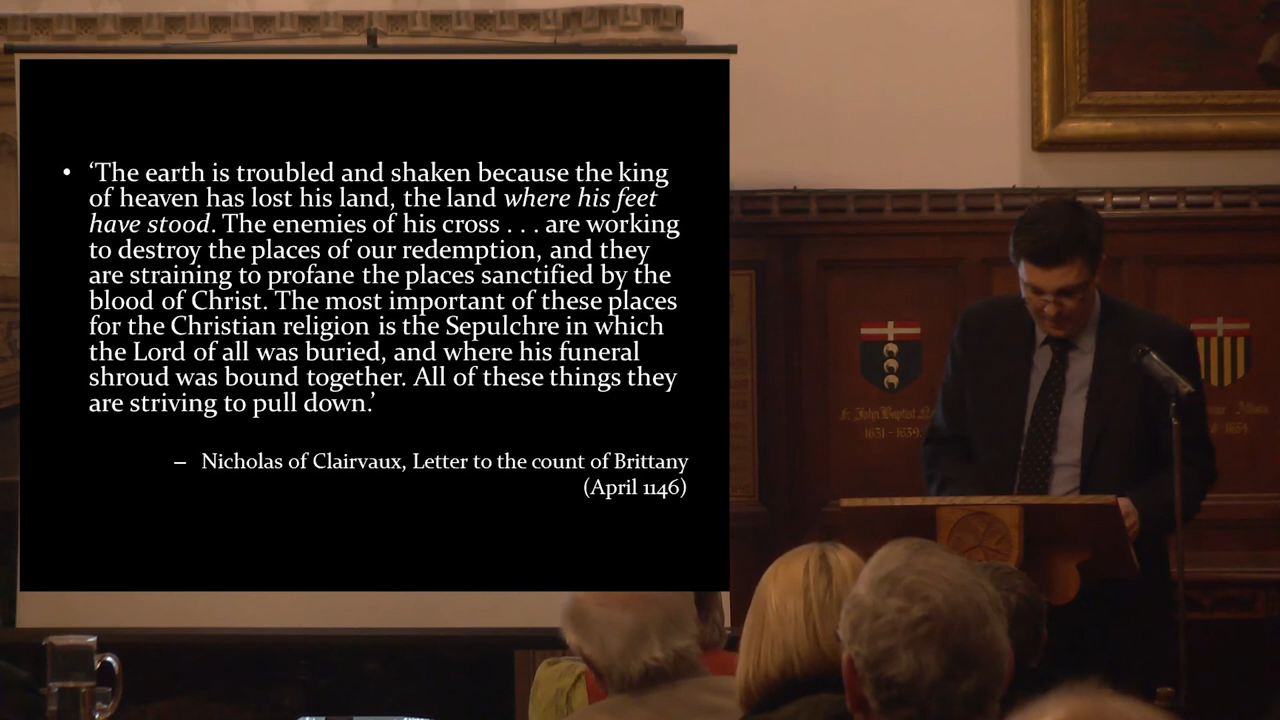 • ‘The earth is troubled and shaken because the king
of heaven has lost his land, the land where his feet
have stood. The enemies of his cross . . . are working
to destroy the places of our redemption, and they
are straining to profane the places sanctified by the
blood of Christ. The most important of these places
for the Christian religion is the Sepulchre in which
the Lord of all was buried, and where his funeral
shroud was bound together. All of these things they
are striving to pull down.’
– Nicholas of Clairvaux, Letter to the count of Brittany
(April 1146)
Fr. John Baptist
1631 - 1639.